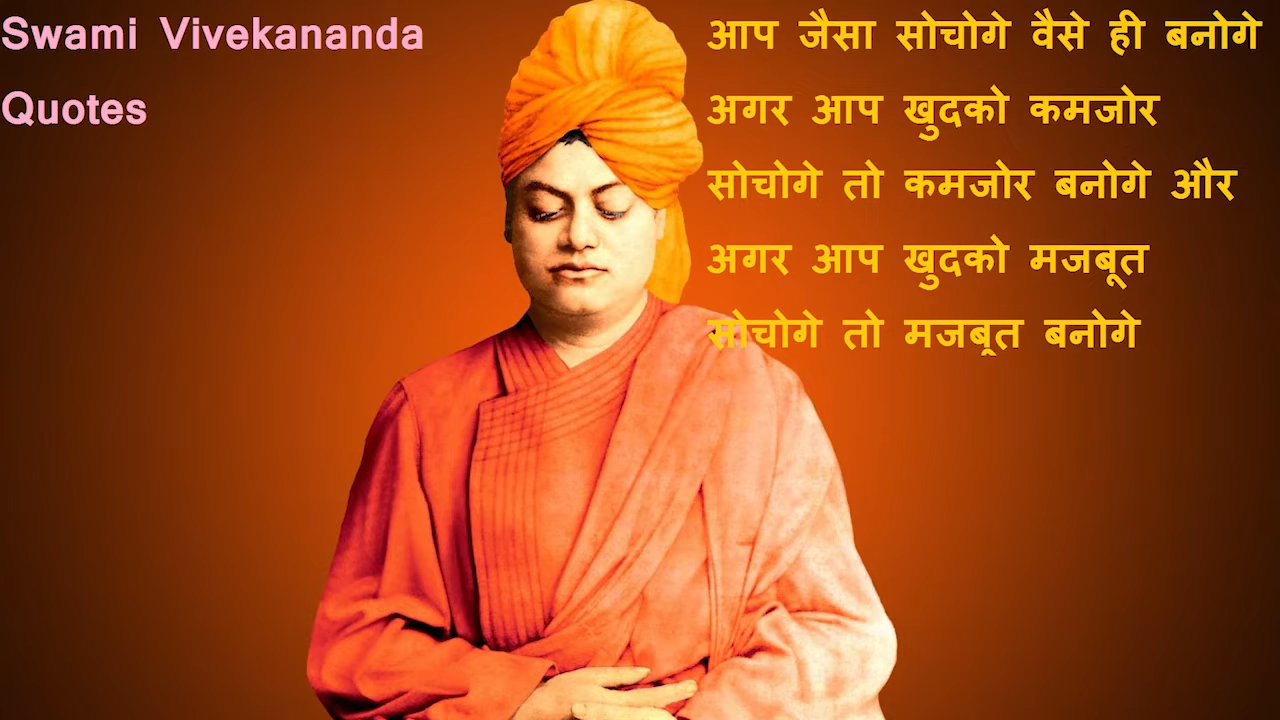 Swami Vivekananda
Quotes
आप जैसा सोचोगे वैसे ही बनोगे
अगर आप खुदको कमजोर
सोचोगे तो कमजोर बनोगे और
अगर आप खुदको मजबूत
सोचोगे तो मजबूत बनोगे